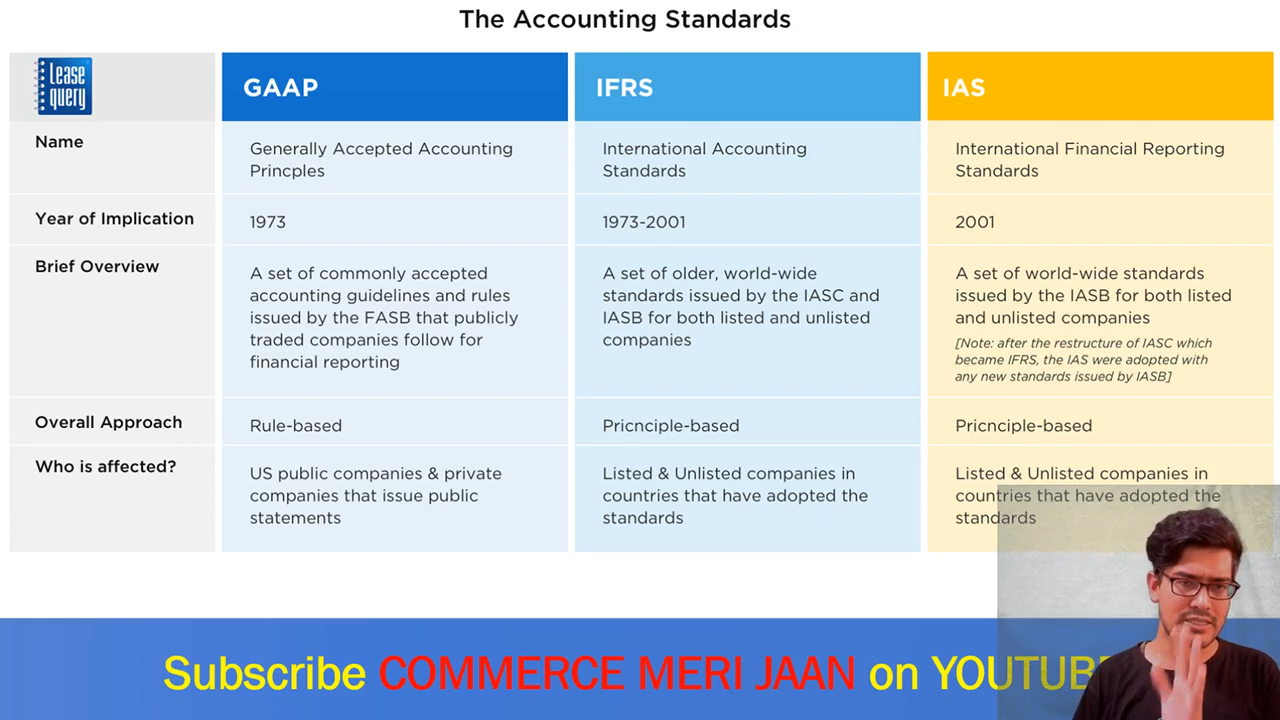 The Accounting Standards
Lease
query
GAAP
IFRS
IAS
Name
Generally Accepted Accounting
Princples
International Accounting
Standards
International Financial Reporting
Standards
Year of Implication
1973
1973-2001
2001
Brief Overview
A set of commonly accepted
accounting guidelines and rules
issued by the FASB that publicly
traded companies follow for
financial reporting
A set of older, world-wide
standards issued by the IASC and
IASB for both listed and unlisted
companies
A set of world-wide standards
issued by the IASB for both listed
and unlisted companies
[Note: after the restructure of IASC which
became IFRS, the IAS were adopted with
any new standards issued by IASB]
Overall Approach
Rule-based
Pricnciple-based
Pricnciple-based
Who is affected?
US public companies & private
companies that issue public
statements
Listed & Unlisted companies in
countries that have adopted the
standards
Listed & Unlisted companies in
countries that have adopted the
standards
Subscribe COMMERCE MERI JAAN on YOUTUBE